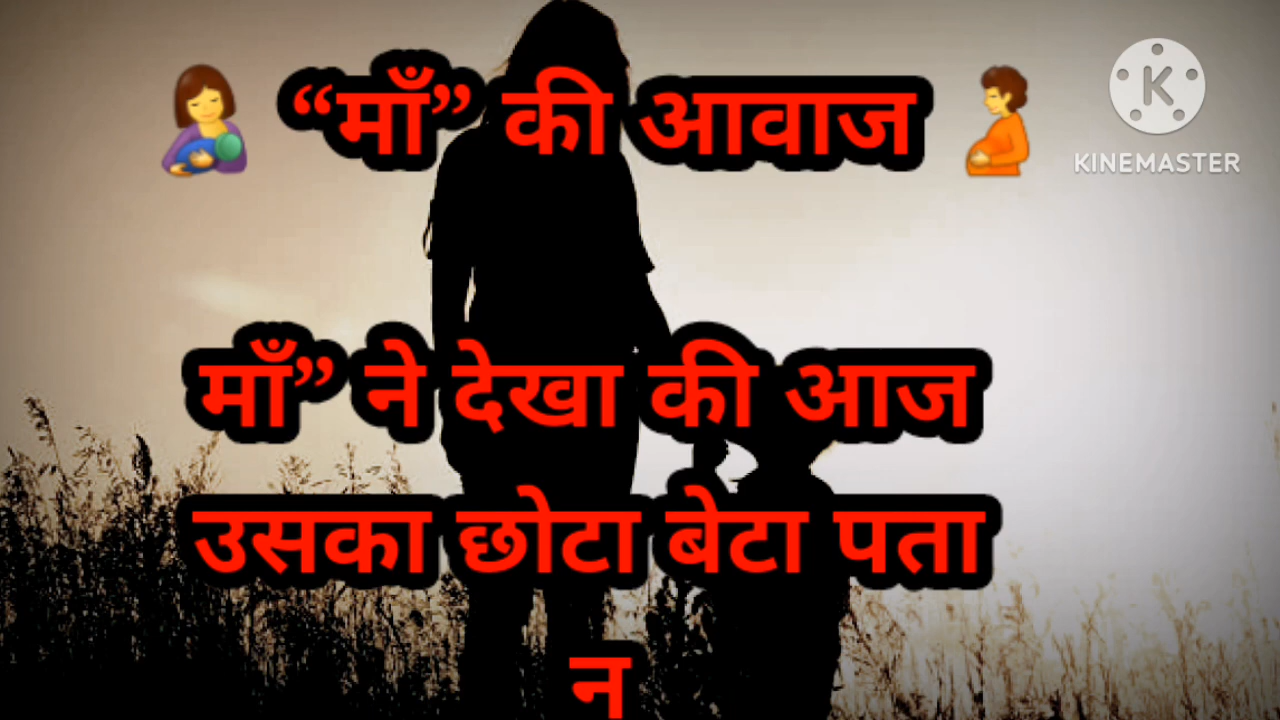 “माँ” की आवाज
KINEMASTER
माँ” ने देखा की आज
उसका छोटा बेटा पता
न